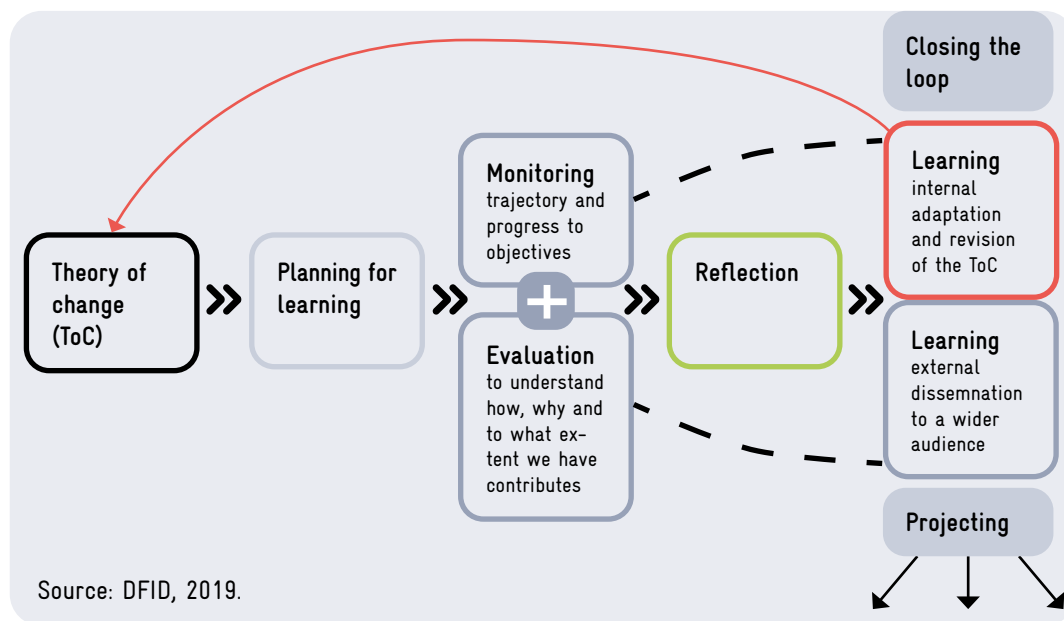 Closing the
loop
Theory of
change
(ToC)
Planning for
learning
Monitoring
trajectory and
progress to
objectives
+
Evaluation
to understand
how, why and
to what ex-
tent we have
contributes
Reflection
Learning
internal
adaptation
and revision
of the ToC
Learning
external
dissemnation
to a wider
audience
Projecting
Source: DFID, 2019.